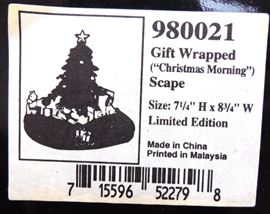 980021
Gift Wrapped
("Christmas Morning")
Scape
Size: 7¼" H x 8¾" W
Limited Edition
Made in China
Printed in Malaysia
7 15596 52279 8